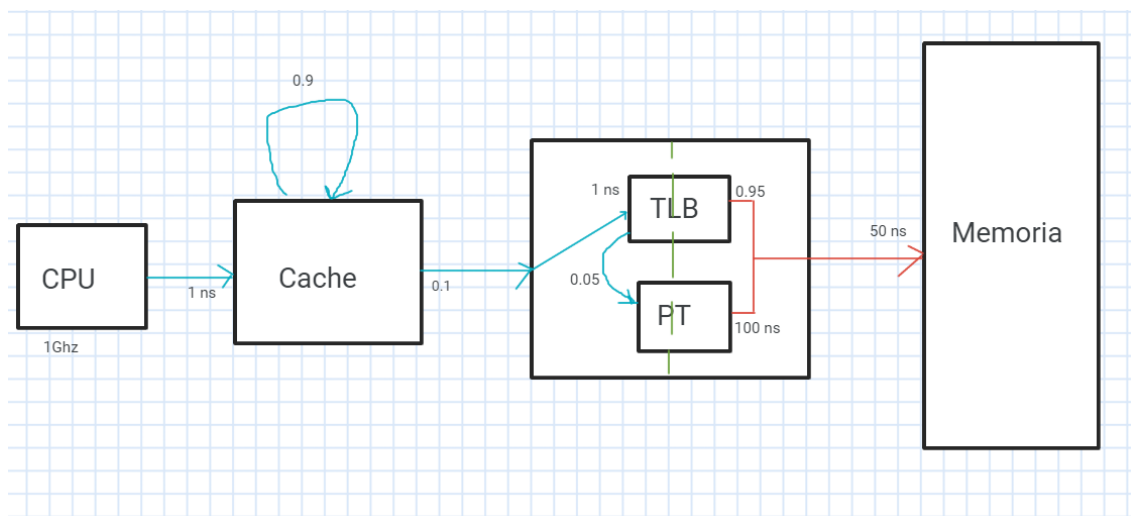 0.9
1 ns
TLB
0.95
CPU
1 ns
Cache
0.1
0.05
PT
100 ns
50 ns
Memoria
1Ghz